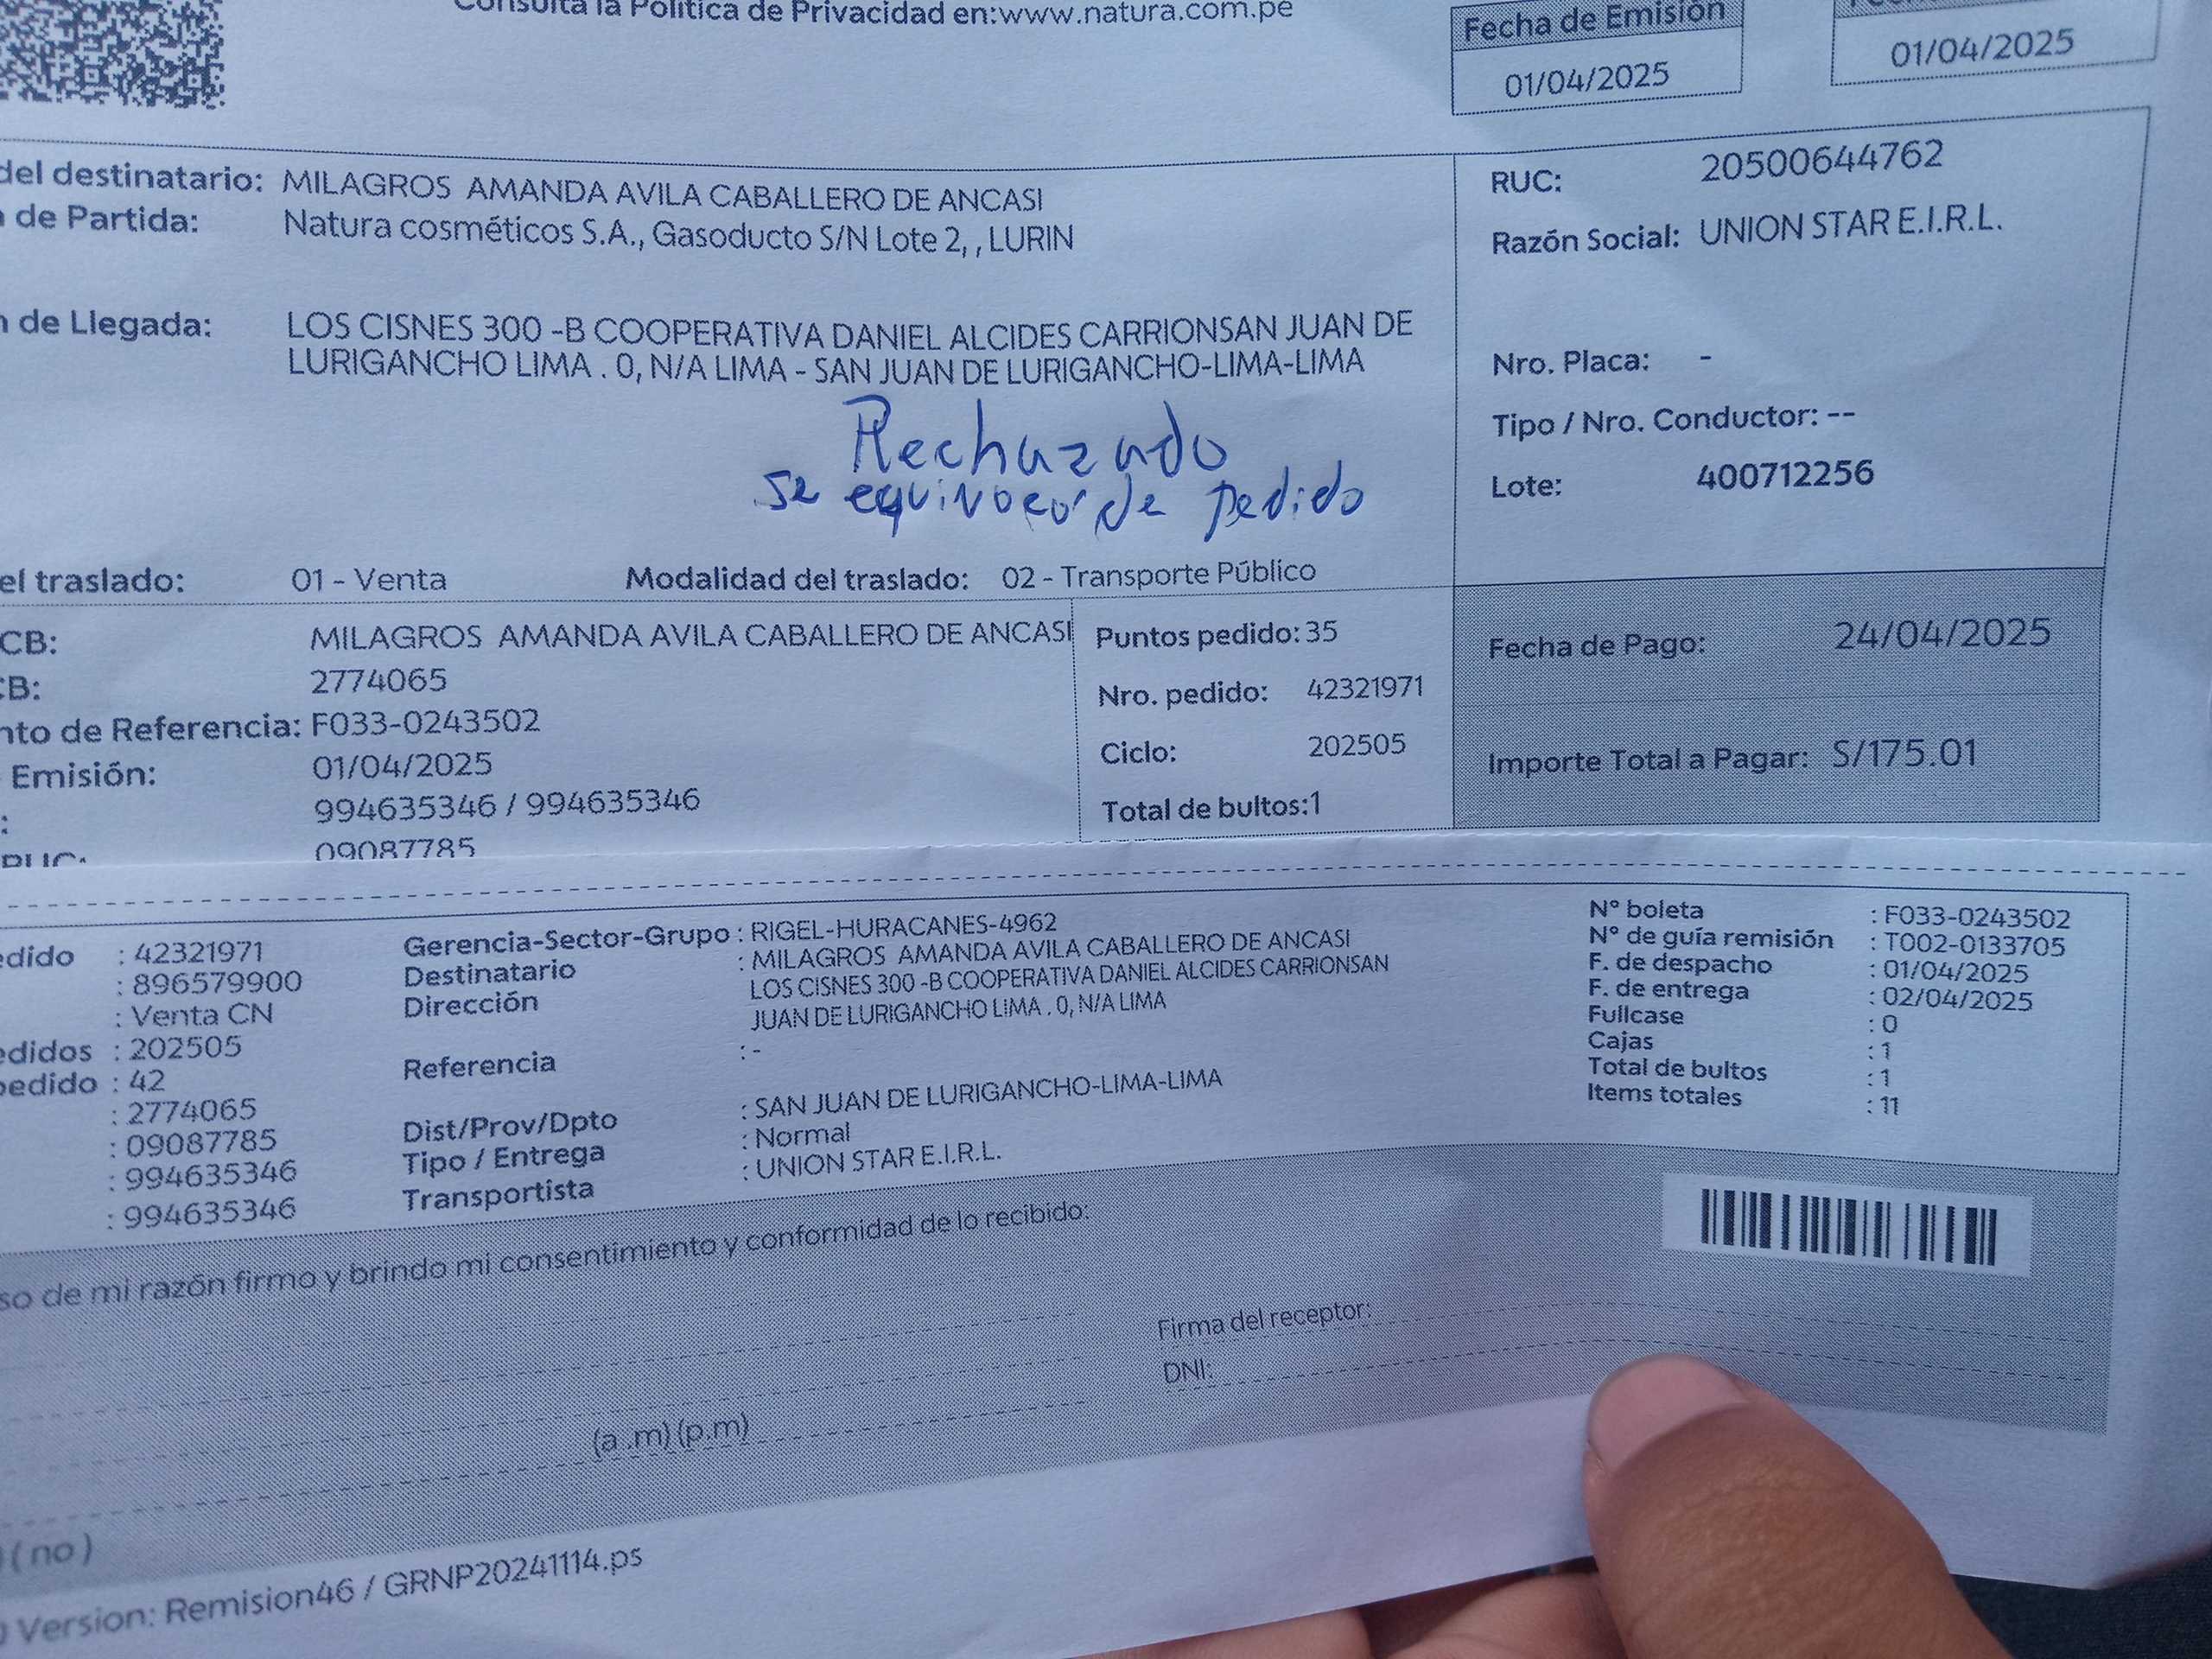 Consulta la Política de Privacidad en:www.natura.com.pe
Fecha de Emisión
01/04/2025
01/04/2025
del destinatario: MILAGROS AMANDA AVILA CABALLERO DE ANCASI
de Partida: Natura cosméticos S.A., Gasoducto S/N Lote 2, , LURIN
de Llegada: LOS CISNES 300 -B COOPERATIVA DANIEL ALCIDES CARRIONSAN JUAN DE
LURIGANCHO LIMA . 0, N/A LIMA - SAN JUAN DE LURIGANCHO-LIMA-LIMA
Rechazado
se equivocó de pedido
RUC: 20500644762
Razón Social: UNION STAR E.I.R.L.
Nro. Placa: -
Tipo / Nro. Conductor: --
Lote: 400712256
el traslado: 01 - Venta Modalidad del traslado: 02 - Transporte Público
CB: MILAGROS AMANDA AVILA CABALLERO DE ANCASI
CB: 2774065
nto de Referencia: F033-0243502
Emisión: 01/04/2025
: 994635346 / 994635346
RUC: 09087785
Puntos pedido: 35
Nro. pedido: 42321971
Ciclo: 202505
Total de bultos:1
Fecha de Pago: 24/04/2025
Importe Total a Pagar: S/175.01
edido : 42321971
: 896579900
: Venta CN
edidos : 202505
pedido : 42
: 2774065
: 09087785
: 994635346
: 994635346
Gerencia-Sector-Grupo : RIGEL-HURACANES-4962
Destinatario : MILAGROS AMANDA AVILA CABALLERO DE ANCASI
Dirección LOS CISNES 300 -B COOPERATIVA DANIEL ALCIDES CARRIONSAN
JUAN DE LURIGANCHO LIMA . 0, N/A LIMA
Referencia : -
Dist/Prov/Dpto : SAN JUAN DE LURIGANCHO-LIMA-LIMA
Tipo / Entrega : Normal
Transportista : UNION STAR E.I.R.L.
N° boleta : F033-0243502
N° de guía remisión : T002-0133705
F. de despacho : 01/04/2025
F. de entrega : 02/04/2025
Fullcase : 0
Cajas : 1
Total de bultos : 1
Items totales : 11
so de mi razón firmo y brindo mi consentimiento y conformidad de lo recibido:
Firma del receptor:
DNI:
(a .m) (p.m)
) ( no )
Version: Remision46 / GRNP20241114.ps